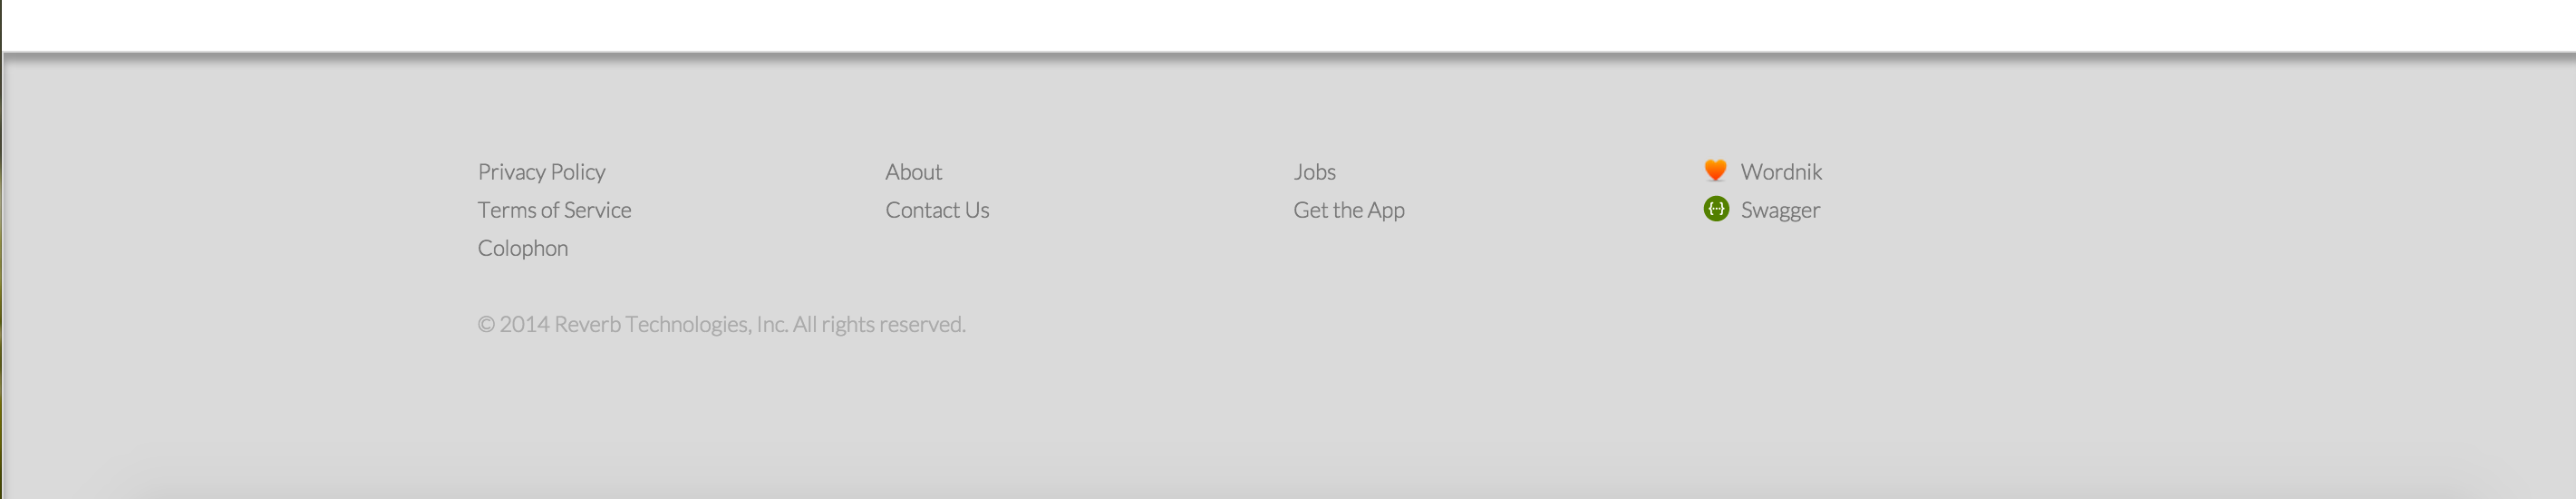 Privacy Policy
Terms of Service
Colophon
About
Contact Us
Jobs
Get the App
Wordnik
{···} Swagger
© 2014 Reverb Technologies, Inc. All rights reserved.